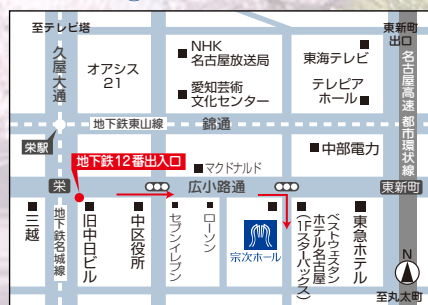 至テレビ塔
久屋大通
オアシス
21
NHK
名古屋放送局
愛知芸術
文化センター
東海テレビ
テレピア
ホール
東新町
出口
名古屋高速 都市環状線
地下鉄東山線
錦通
栄駅
地下鉄12番出入口
マクドナルド
中部電力
栄
広小路通
東新町
三越
地下鉄名城線
旧中日ビル
中区役所
セブンイレブン
ローソン
宗次ホール
ベストウェスタン
ホテル名古屋
(1Fスターバックス)
東急ホテル
N
至丸太町